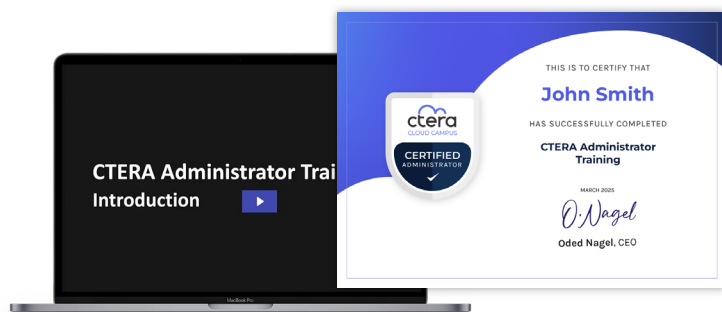 CTERA Administrator Trai
Introduction
MacBook Pro
ctera
CLOUD CAMPUS
CERTIFIED
ADMINISTRATOR
THIS IS TO CERTIFY THAT
John Smith
HAS SUCCESSFULLY COMPLETED
CTERA Administrator
Training
MARCH 2025
O. Nagel
Oded Nagel, CEO